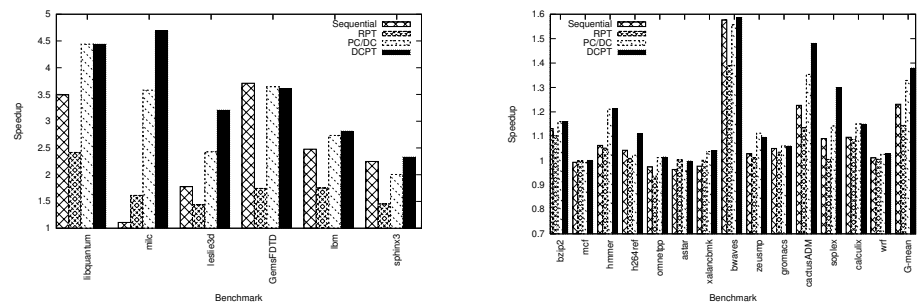 5
4.5
4
3.5
3
2.5
2
1.5
1
Speedup
Sequential
RPT
PC/DC
DCPT
libquantum
milc
leslie3d
GemsFDTD
lbm
sphinx3
Benchmark
1.6
1.5
1.4
1.3
1.2
1.1
1
0.9
0.8
0.7
Speedup
Sequential
RPT
PC/DC
DCPT
bzip2
mcf
hmmer
h264ref
omnetpp
astar
xalancbmk
bwaves
zeusmp
gromacs
cactusADM
soplex
calculix
wrf
G-mean
Benchmark